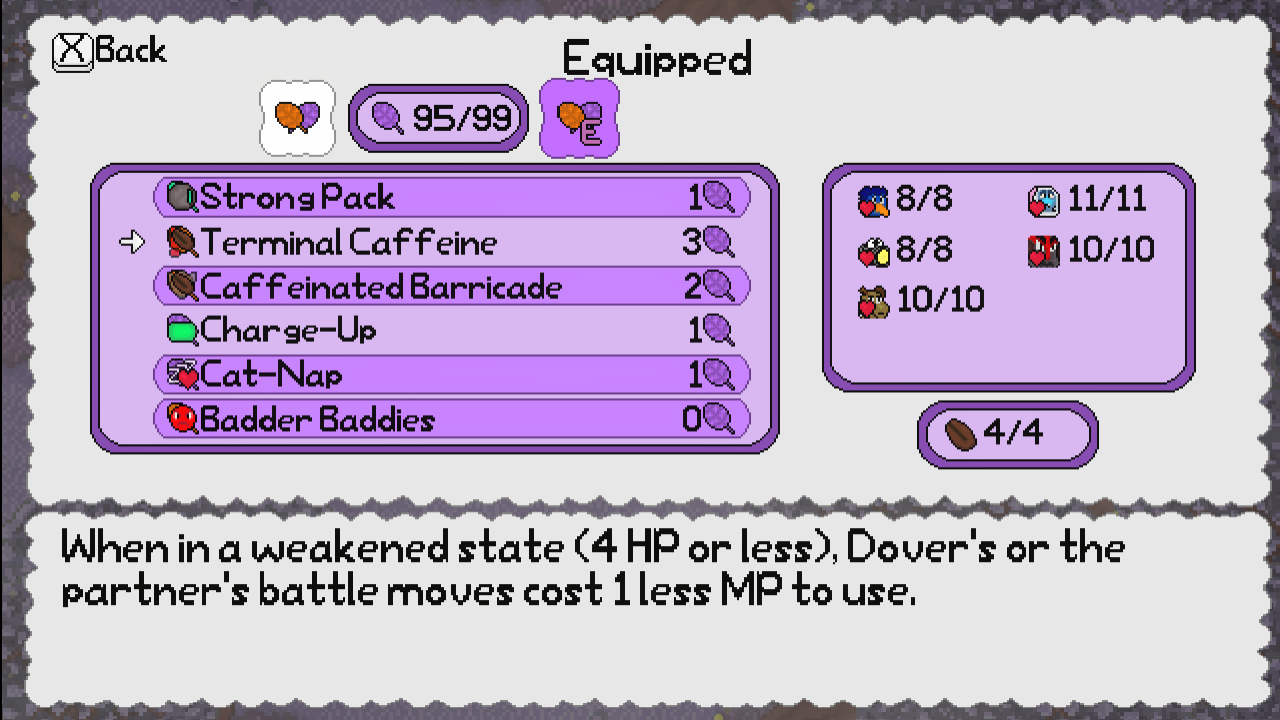 X Back
Equipped
95/99
E
Strong Pack 1
Terminal Caffeine 3
Caffeinated Barricade 2
Charge-Up 1
Cat-Nap 1
Badder Baddies 0
8/8 11/11
8/8 10/10
10/10
4/4
When in a weakened state (4 HP or less), Dover's or the
partner's battle moves cost 1 less MP to use.